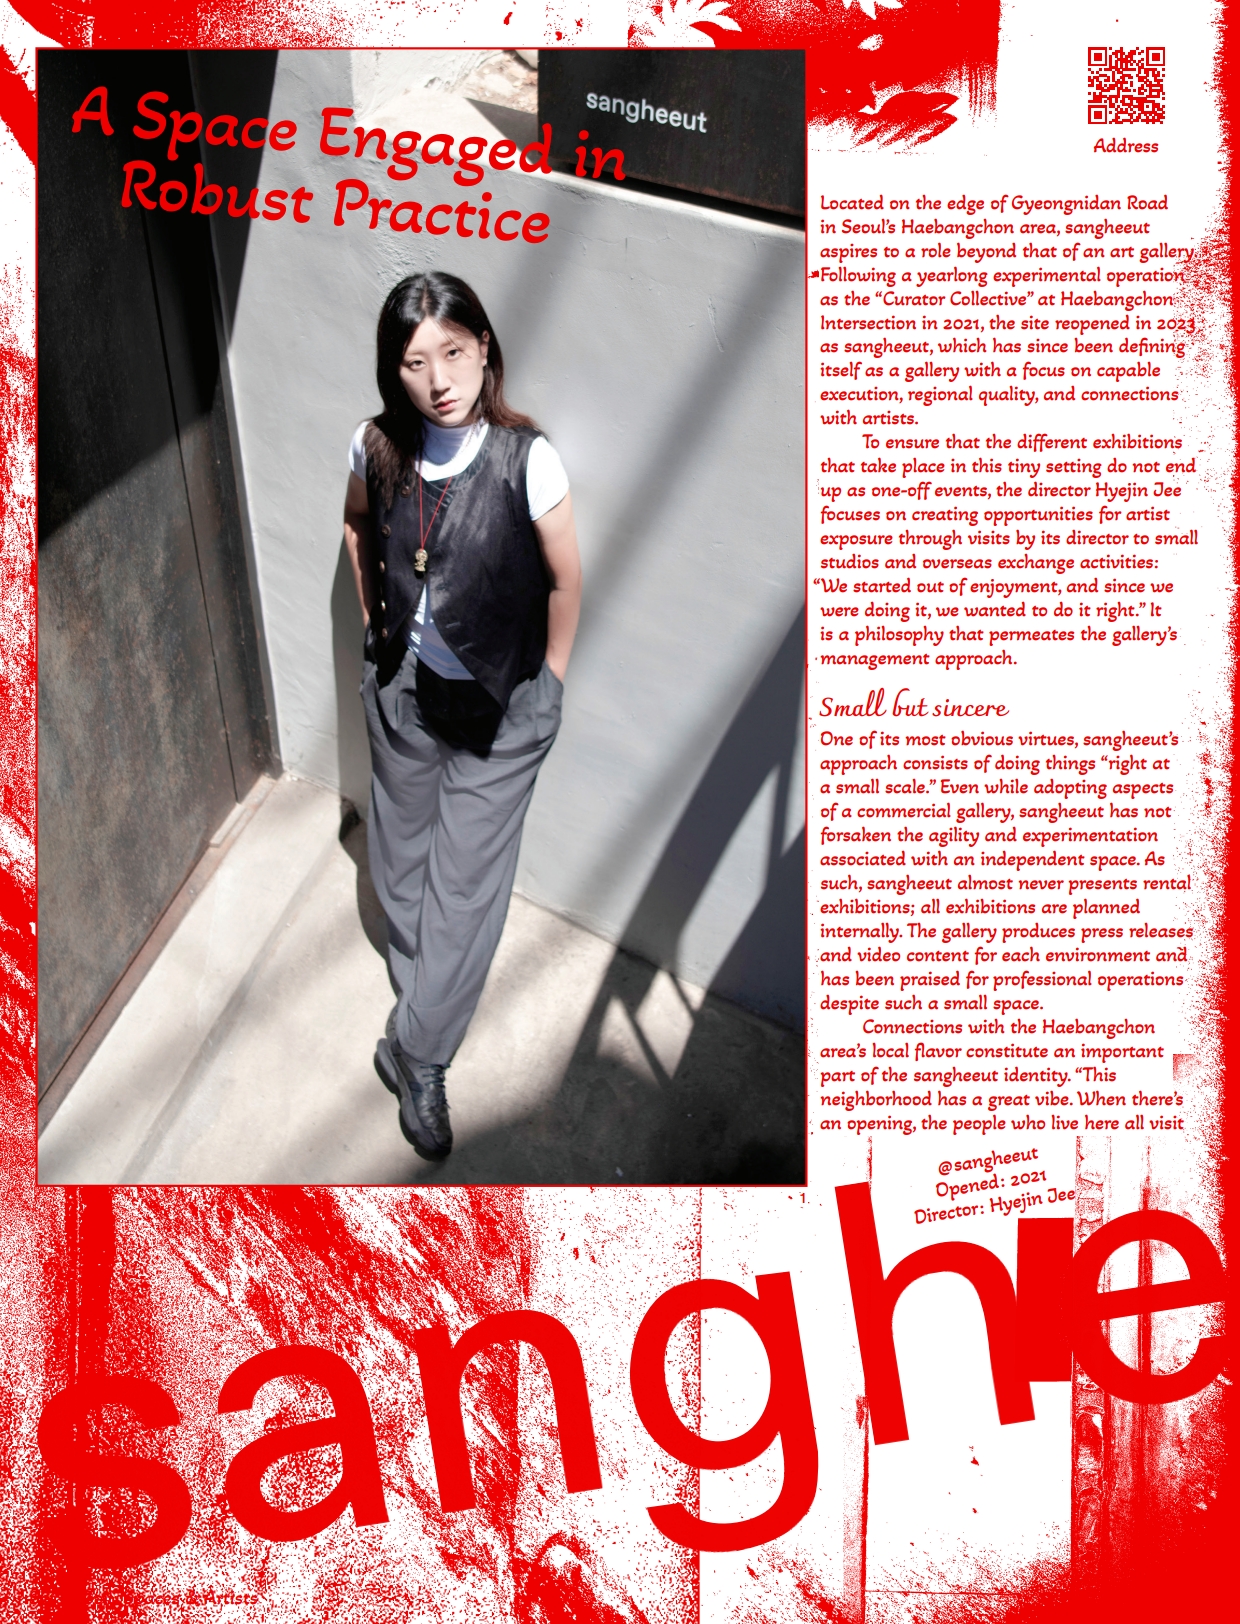 A Space Engaged in
Robust Practice
sangheeut
Address
Located on the edge of Gyeongnidan Road
in Seoul’s Haebangchon area, sangheeut
aspires to a role beyond that of an art gallery.
Following a yearlong experimental operation
as the “Curator Collective” at Haebangchon
Intersection in 2021, the site reopened in 2023
as sangheeut, which has since been defining
itself as a gallery with a focus on capable
execution, regional quality, and connections
with artists.
To ensure that the different exhibitions
that take place in this tiny setting do not end
up as one-off events, the director Hyejin Jee
focuses on creating opportunities for artist
exposure through visits by its director to small
studios and overseas exchange activities:
“We started out of enjoyment, and since we
were doing it, we wanted to do it right.” It
is a philosophy that permeates the gallery’s
management approach.
Small but sincere
One of its most obvious virtues, sangheeut’s
approach consists of doing things “right at
a small scale.” Even while adopting aspects
of a commercial gallery, sangheeut has not
forsaken the agility and experimentation
associated with an independent space. As
such, sangheeut almost never presents rental
exhibitions; all exhibitions are planned
internally. The gallery produces press releases
and video content for each environment and
has been praised for professional operations
despite such a small space.
Connections with the Haebangchon
area’s local flavor constitute an important
part of the sangheeut identity. “This
neighborhood has a great vibe. When there’s
an opening, the people who live here all visit
@sangheeut
Opened: 2021
Director: Hyejin Jee
sanghe
Spaces & Artists